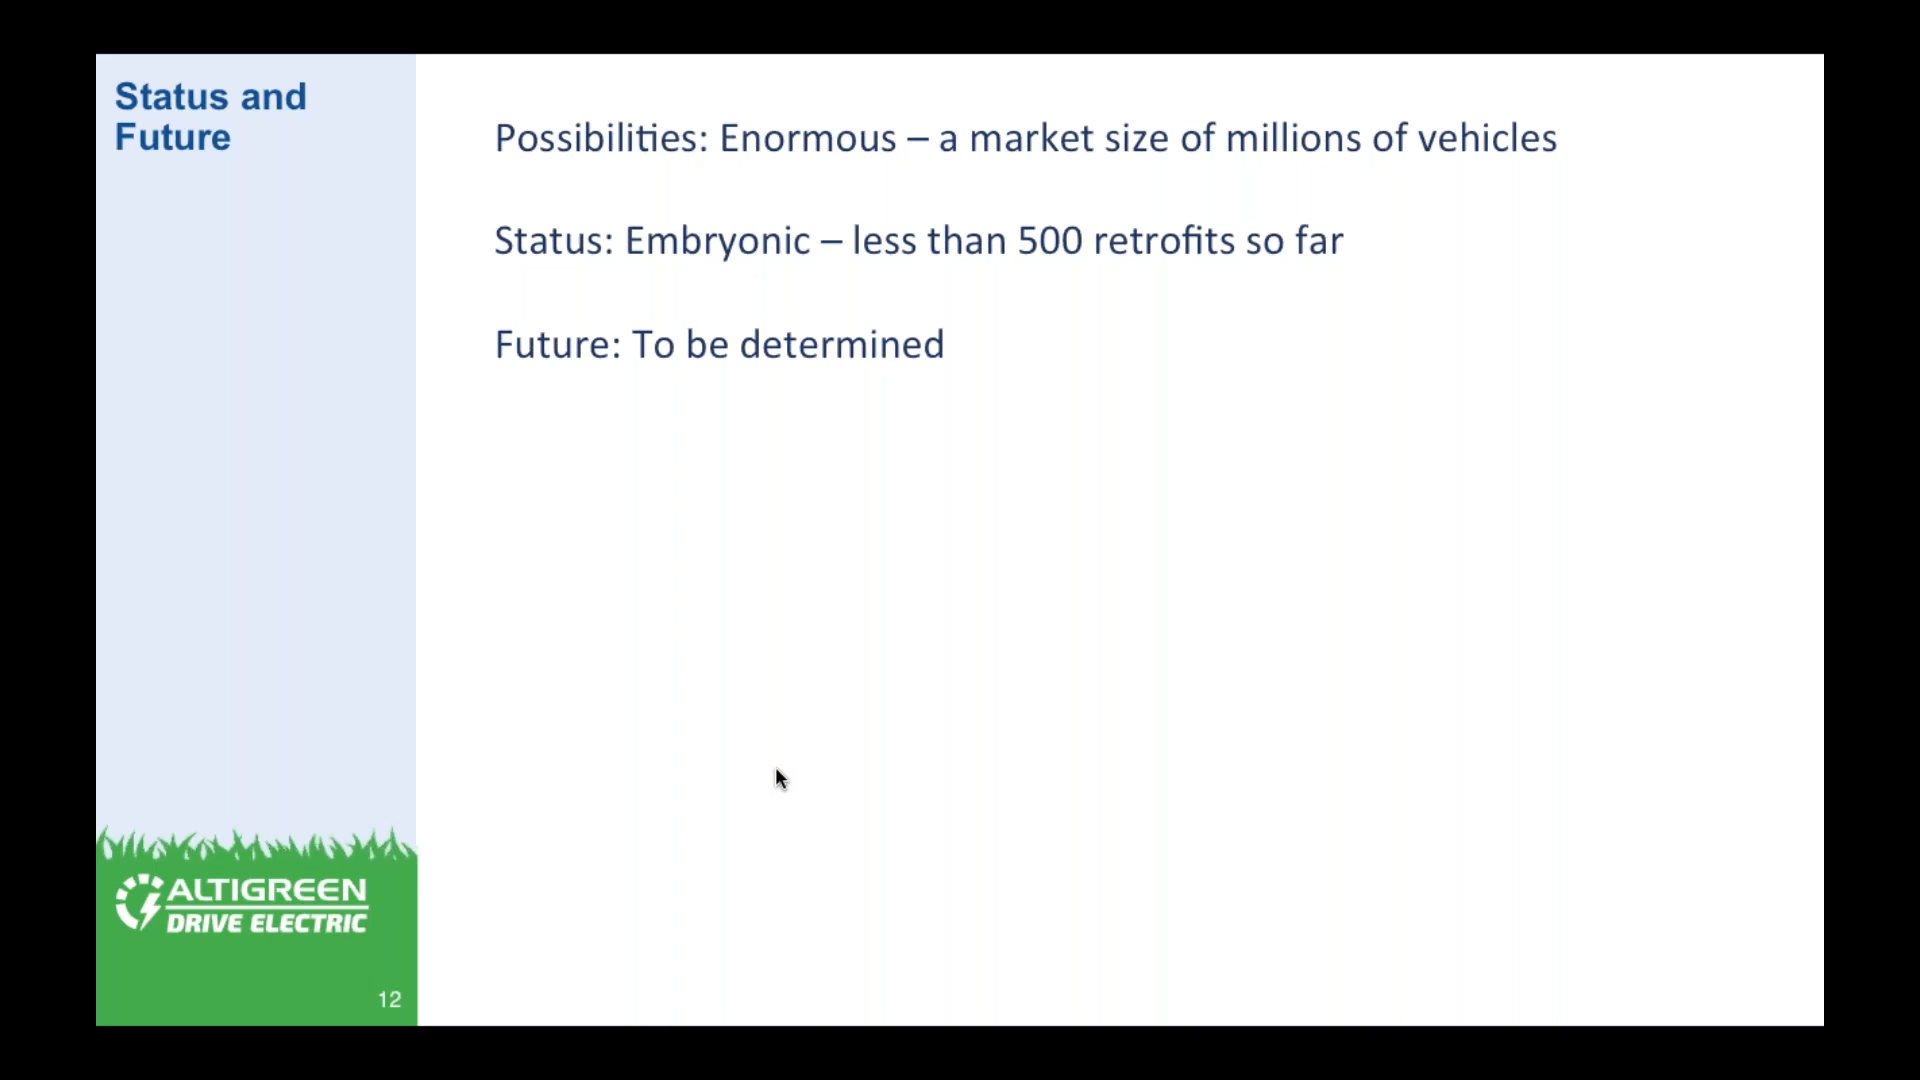 Status and
Future
Possibilities: Enormous – a market size of millions of vehicles
Status: Embryonic – less than 500 retrofits so far
Future: To be determined
ALTIGREEN
DRIVE ELECTRIC
12